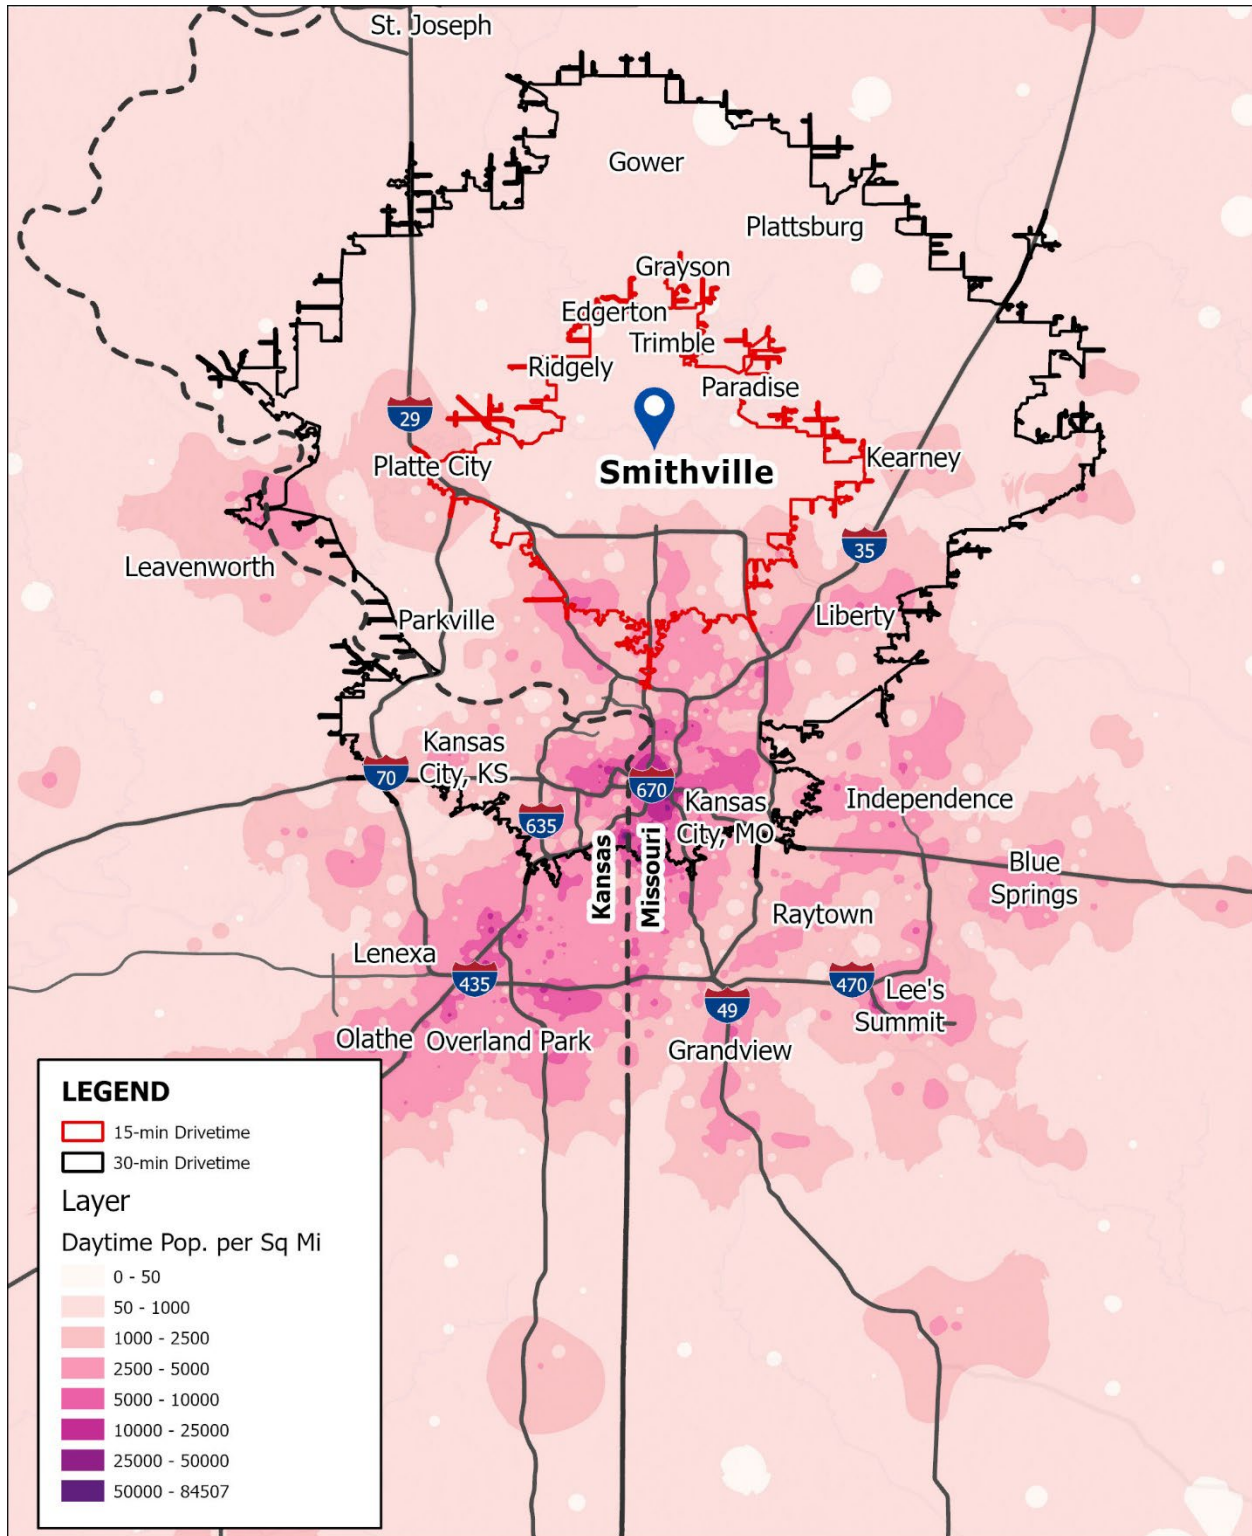 St. Joseph
Gower
Plattsburg
Grayson
Edgerton
Trimble
Ridgely
Paradise
29
Platte City
Smithville
Kearney
35
Leavenworth
Parkville
Liberty
Kansas
City, KS
70
670
635
Kansas
City, MO
Independence
Kansas
Missouri
Blue
Springs
Raytown
Lenexa
435
470
49
Lee's
Summit
Olathe
Overland Park
Grandview
LEGEND
15-min Drivetime
30-min Drivetime
Layer
Daytime Pop. per Sq Mi
0 - 50
50 - 1000
1000 - 2500
2500 - 5000
5000 - 10000
10000 - 25000
25000 - 50000
50000 - 84507